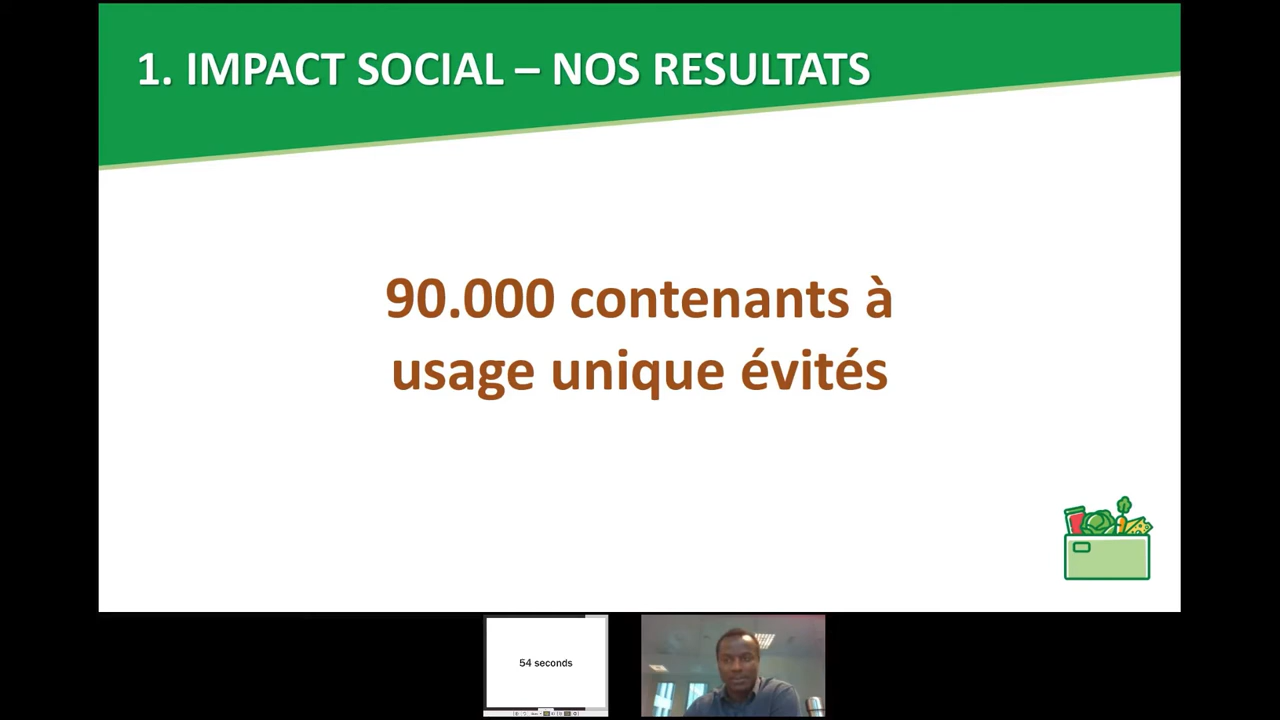 1. IMPACT SOCIAL – NOS RESULTATS
90.000 contenants à
usage unique évités
54 seconds